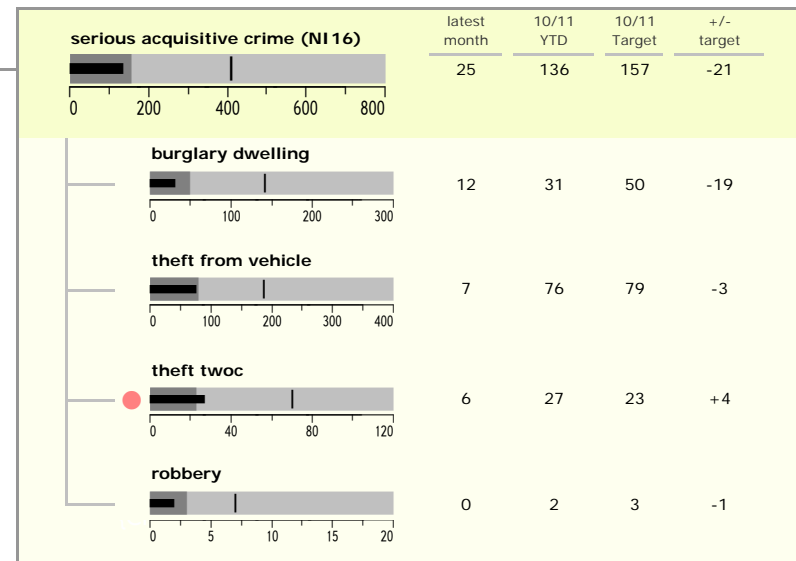 latest 10/11 10/11 +/-
serious acquisitive crime (NI16) month YTD Target target
25 136 157 -21
0 200 400 600 800
burglary dwelling
12 31 50 -19
0 100 200 300
theft from vehicle
7 76 79 -3
0 100 200 300 400
theft twoc
6 27 23 +4
0 40 80 120
robbery
0 2 3 -1
0 5 10 15 20